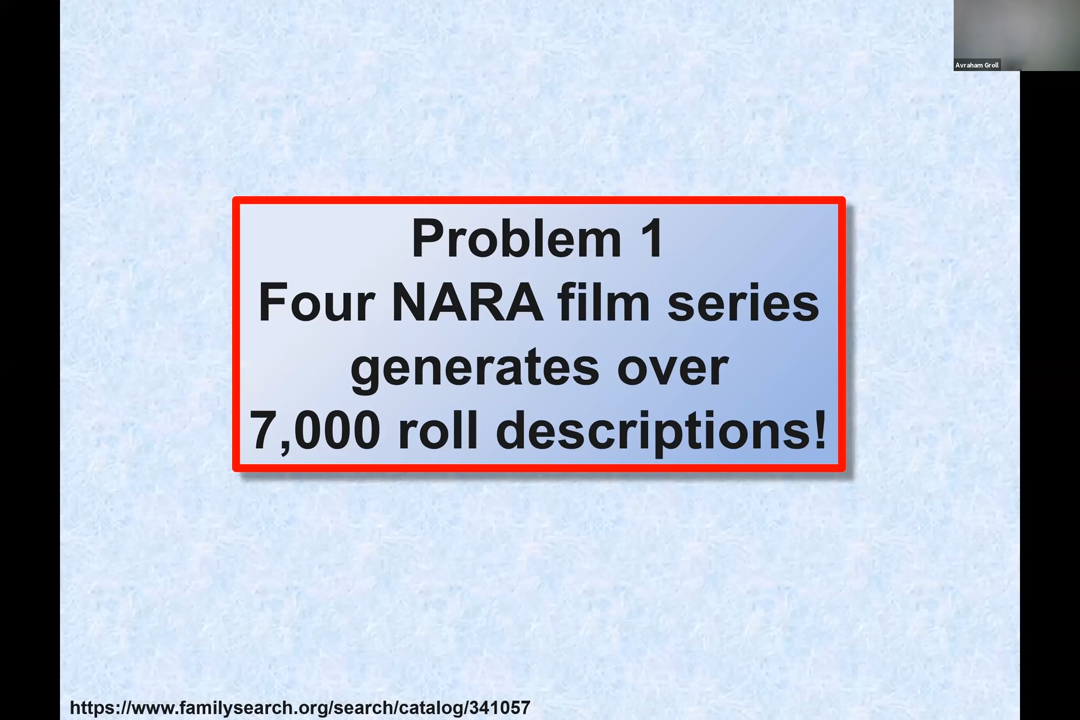 Avraham Groll
Problem 1
Four NARA film series
generates over
7,000 roll descriptions!
https://www.familysearch.org/search/catalog/341057